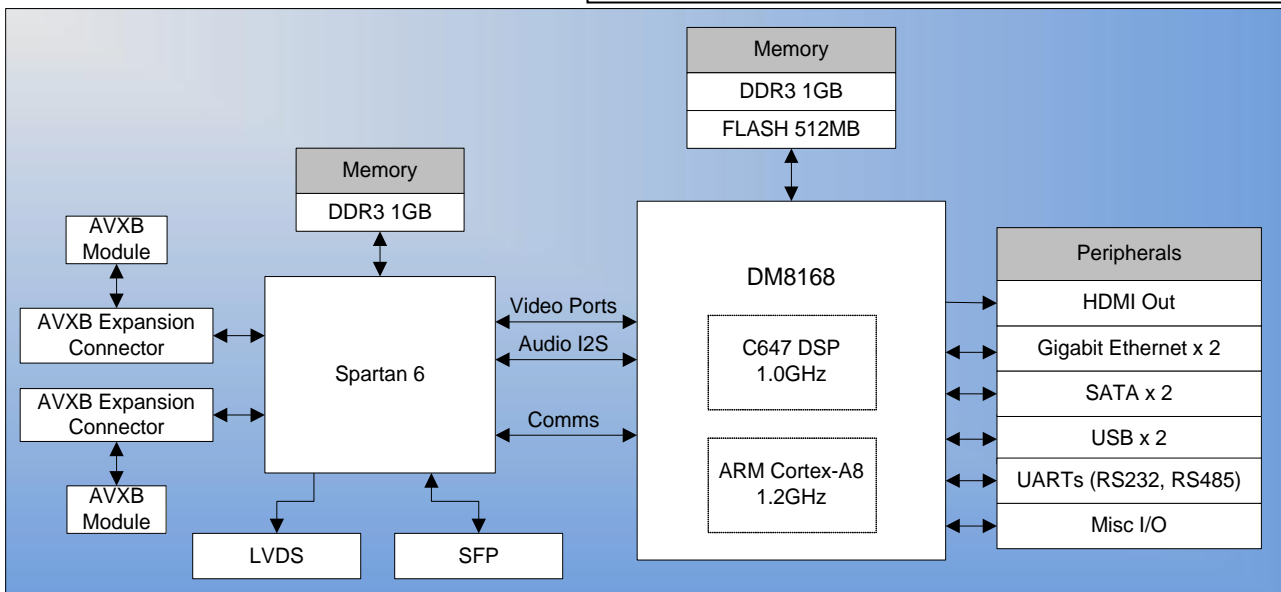 Memory
DDR3 1GB
FLASH 512MB
Memory
DDR3 1GB
AVXB
Module
AVXB Expansion
Connector
AVXB Expansion
Connector
AVXB
Module
Spartan 6
LVDS
SFP
Video Ports
Audio I2S
Comms
DM8168
C647 DSP
1.0GHz
ARM Cortex-A8
1.2GHz
Peripherals
HDMI Out
Gigabit Ethernet x 2
SATA x 2
USB x 2
UARTs (RS232, RS485)
Misc I/O